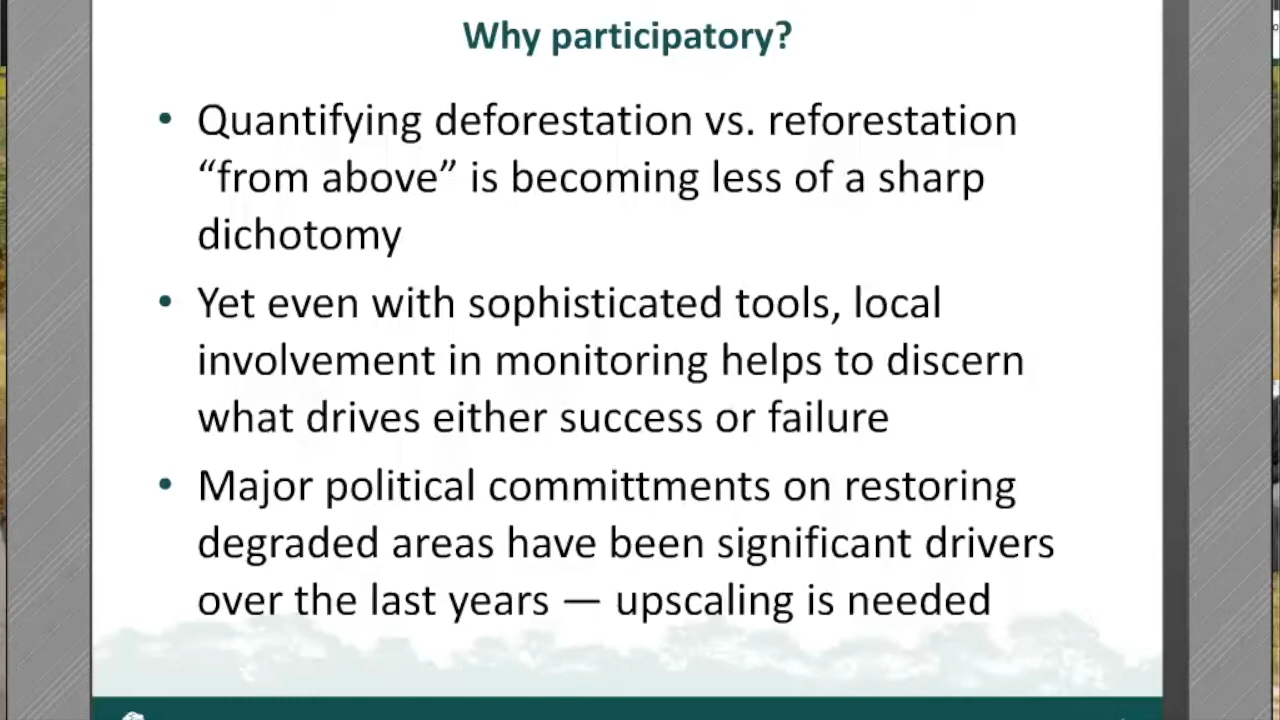 Why participatory?
• Quantifying deforestation vs. reforestation
“from above” is becoming less of a sharp
dichotomy
• Yet even with sophisticated tools, local
involvement in monitoring helps to discern
what drives either success or failure
• Major political committments on restoring
degraded areas have been significant drivers
over the last years — upscaling is needed